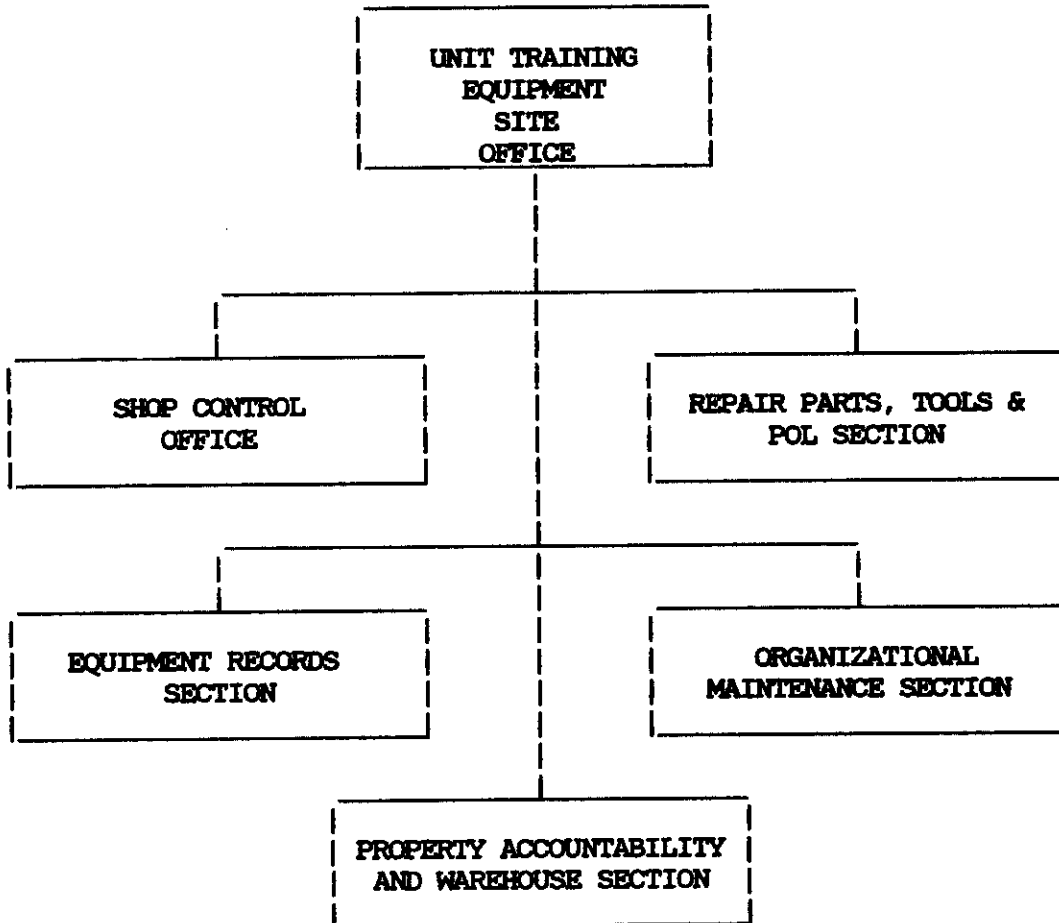 UNIT TRAINING
EQUIPMENT
SITE
OFFICE
SHOP CONTROL
OFFICE
REPAIR PARTS, TOOLS &
POL SECTION
EQUIPMENT RECORDS
SECTION
ORGANIZATIONAL
MAINTENANCE SECTION
PROPERTY ACCOUNTABILITY
AND WAREHOUSE SECTION